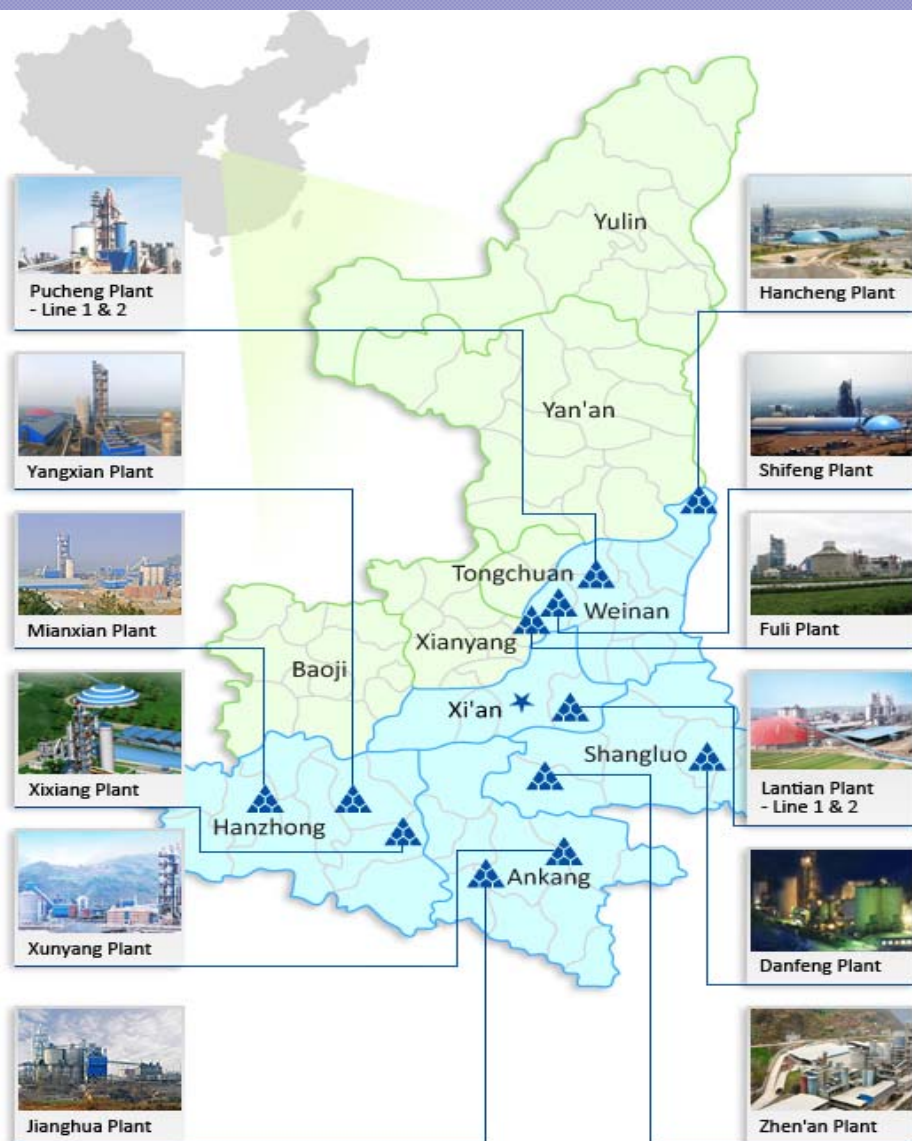 Pucheng Plant
- Line 1 & 2
Yangxian Plant
Mianxian Plant
Xixiang Plant
Xunyang Plant
Jianghua Plant
Yulin
Yan'an
Tongchuan
Weinan
Xianyang
Baoji
Xi'an
Shangluo
Hanzhong
Ankang
Hancheng Plant
Shifeng Plant
Fuli Plant
Lantian Plant
- Line 1 & 2
Danfeng Plant
Zhen'an Plant